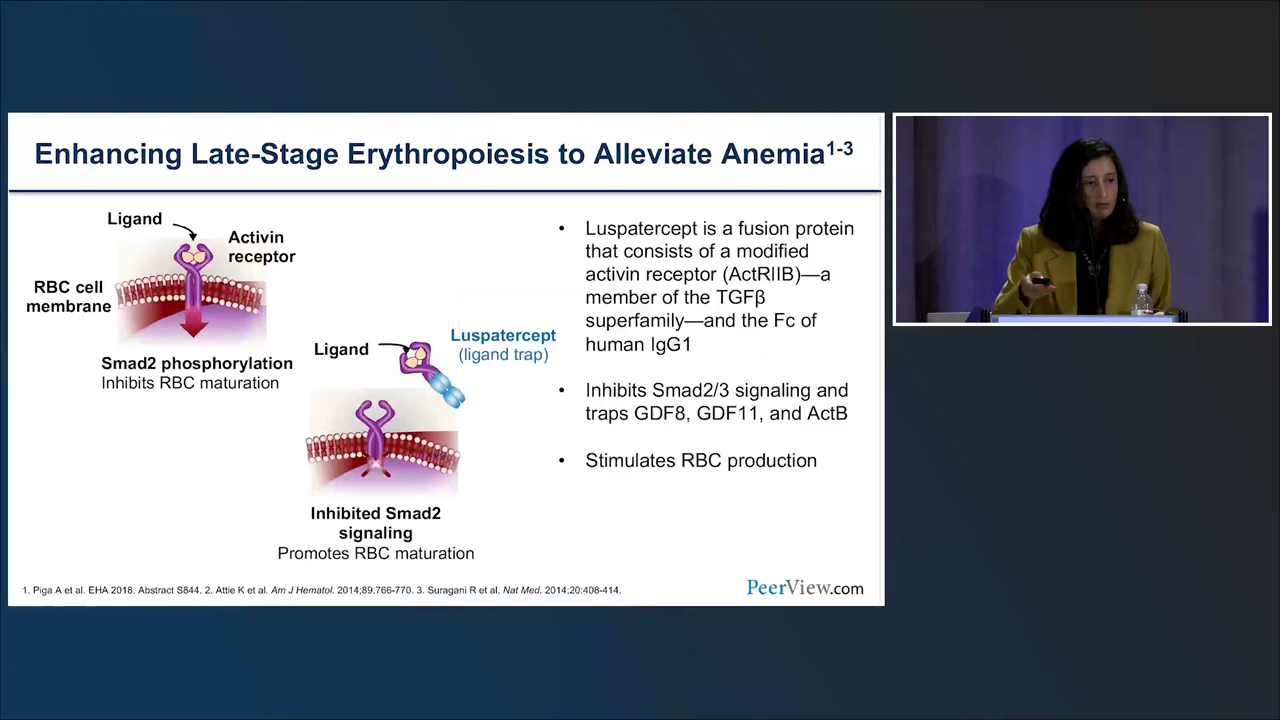 Enhancing Late-Stage Erythropoiesis to Alleviate Anemia1-3
Ligand
Activin
receptor
RBC cell
membrane
Smad2 phosphorylation
Inhibits RBC maturation
Ligand
Luspatercept
(ligand trap)
Inhibited Smad2
signaling
Promotes RBC maturation
• Luspatercept is a fusion protein
that consists of a modified
activin receptor (ActRIIB)—a
member of the TGFβ
superfamily—and the Fc of
human IgG1
• Inhibits Smad2/3 signaling and
traps GDF8, GDF11, and ActB
• Stimulates RBC production
1. Piga A et al. EHA 2018. Abstract S844. 2. Attie K et al. Am J Hematol. 2014;89:766-770. 3. Suragani R et al. Nat Med. 2014;20:408-414.
PeerView.com